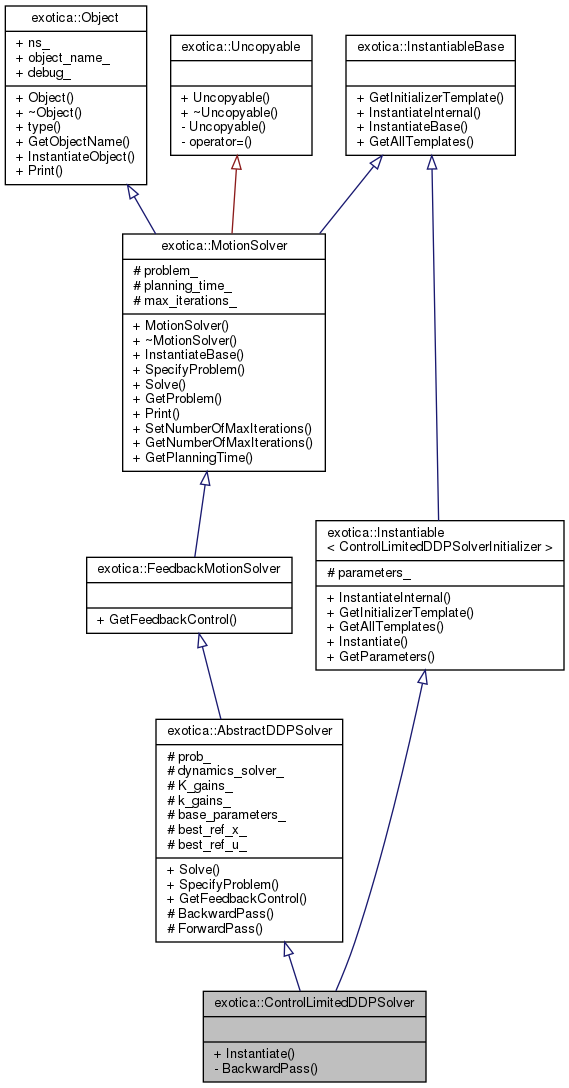 exotica::Object
+ ns_
+ object_name_
+ debug_
+ Object()
+ ~Object()
+ type()
+ GetObjectName()
+ InstantiateObject()
+ Print()
exotica::Uncopyable
+ Uncopyable()
+ ~Uncopyable()
- Uncopyable()
- operator=()
exotica::InstantiableBase
+ GetInitializerTemplate()
+ InstantiateInternal()
+ InstantiateBase()
+ GetAllTemplates()
exotica::MotionSolver
# problem_
# planning_time_
# max_iterations_
+ MotionSolver()
+ ~MotionSolver()
+ InstantiateBase()
+ SpecifyProblem()
+ Solve()
+ GetProblem()
+ Print()
+ SetNumberOfMaxIterations()
+ GetNumberOfMaxIterations()
+ GetPlanningTime()
exotica::Instantiable
< ControlLimitedDDPSolverInitializer >
# parameters_
+ InstantiateInternal()
+ GetInitializerTemplate()
+ GetAllTemplates()
+ Instantiate()
+ GetParameters()
exotica::FeedbackMotionSolver
+ GetFeedbackControl()
exotica::AbstractDDPSolver
# prob_
# dynamics_solver_
# K_gains_
# k_gains_
# base_parameters_
# best_ref_x_
# best_ref_u_
+ Solve()
+ SpecifyProblem()
+ GetFeedbackControl()
# BackwardPass()
# ForwardPass()
exotica::ControlLimitedDDPSolver
+ Instantiate()
- BackwardPass()